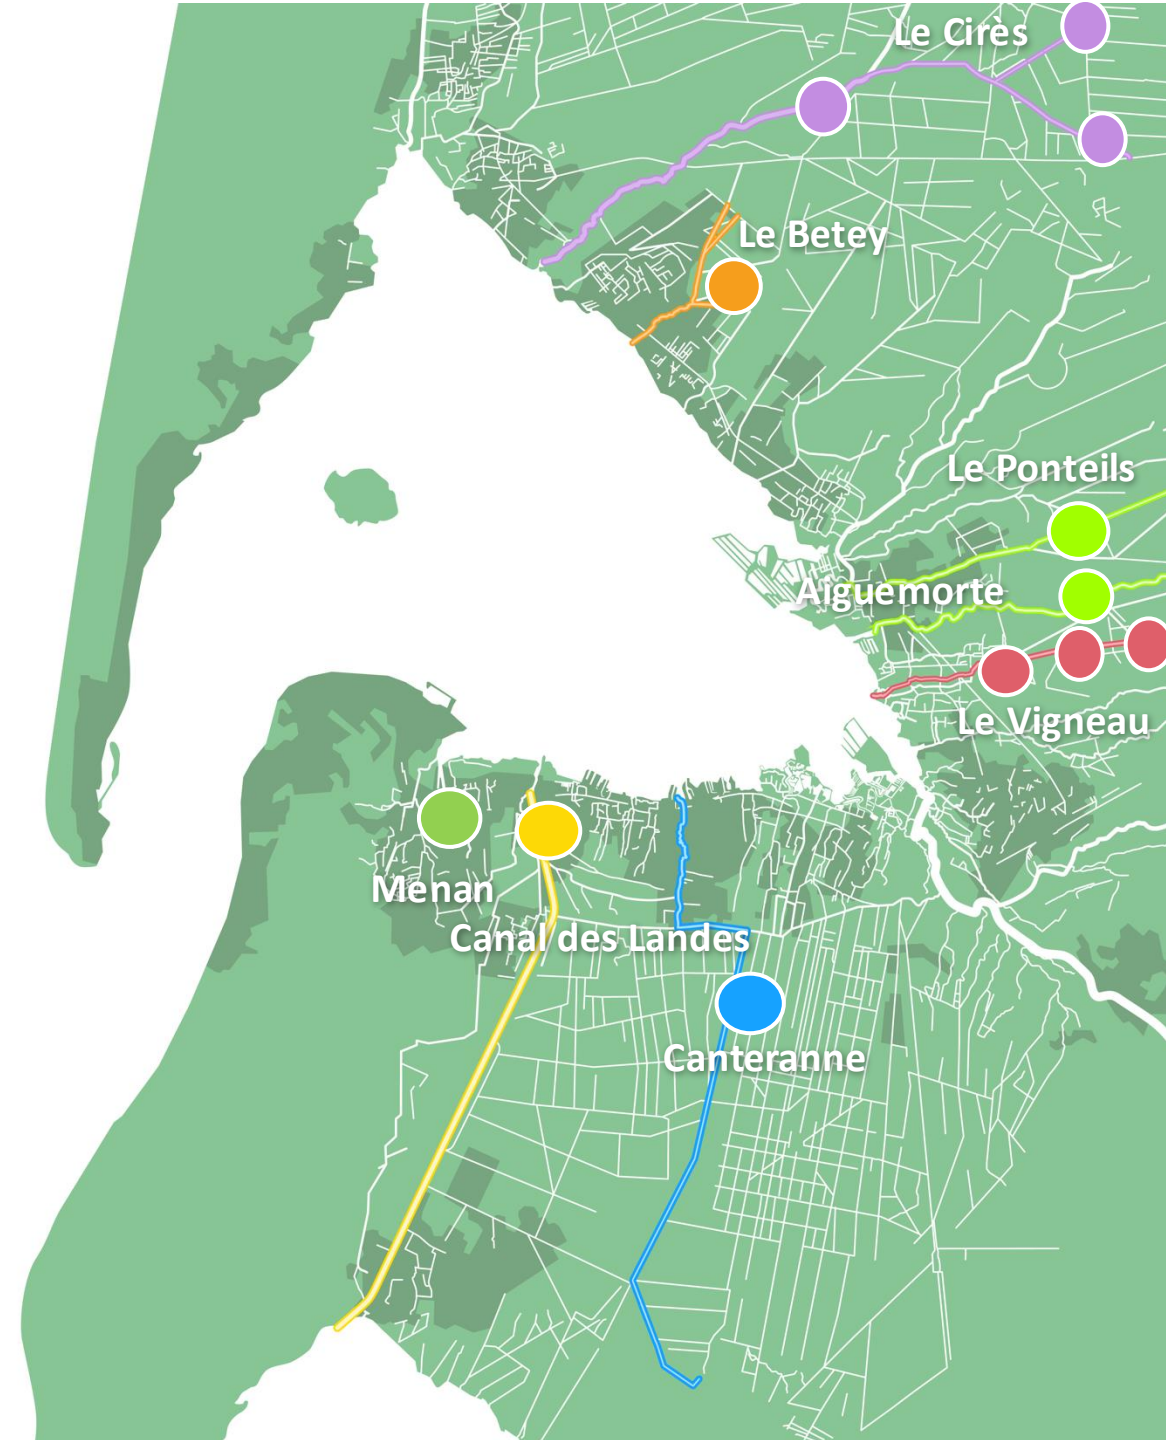 Le Cirès
Le Betey
Le Ponteils
Aiguemorte
Le Vigneau
Menan
Canal des Landes
Canteranne